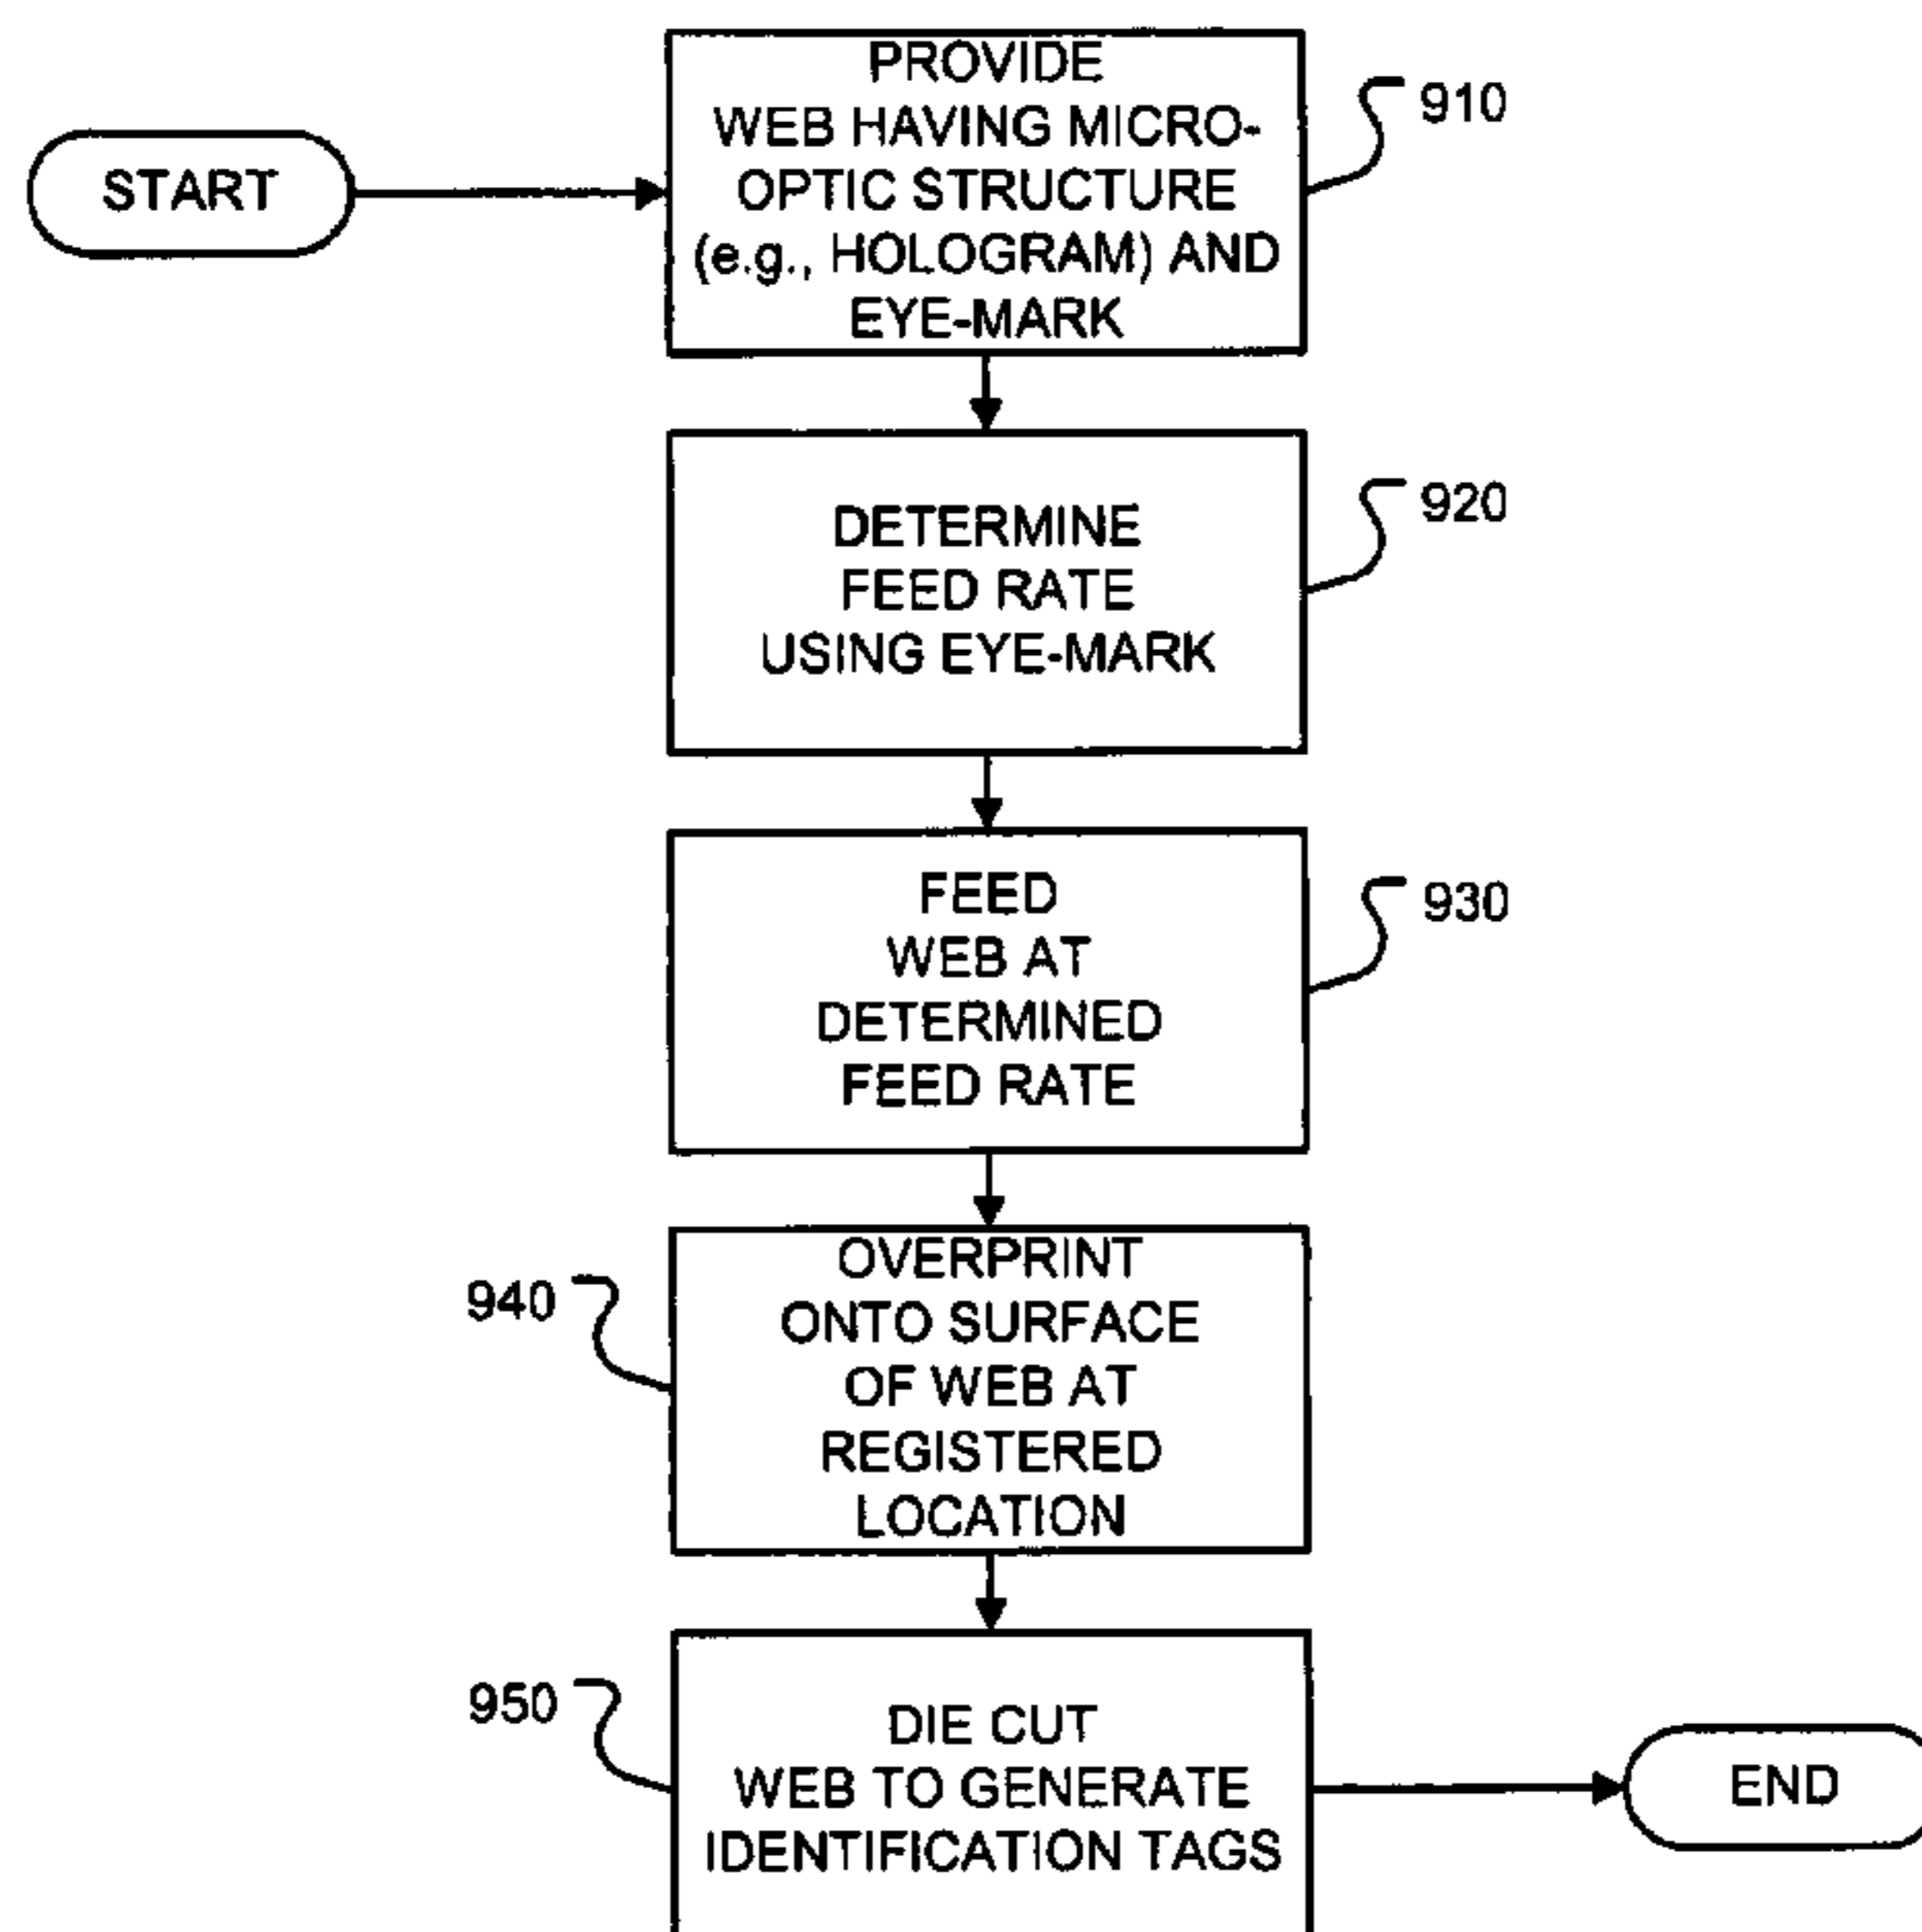 START
PROVIDE
WEB HAVING MICRO-
OPTIC STRUCTURE
(e.g., HOLOGRAM) AND
EYE-MARK
910
DETERMINE
FEED RATE
USING EYE-MARK
920
FEED
WEB AT
DETERMINED
FEED RATE
930
OVERPRINT
ONTO SURFACE
OF WEB AT
REGISTERED
LOCATION
940
DIE CUT
WEB TO GENERATE
IDENTIFICATION TAGS
950
END